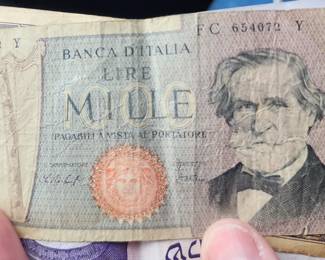 Y FC 654072 Y
BANCA D'ITALIA
LIRE
MILLE
PAGABILI A VISTA AL PORTATORE